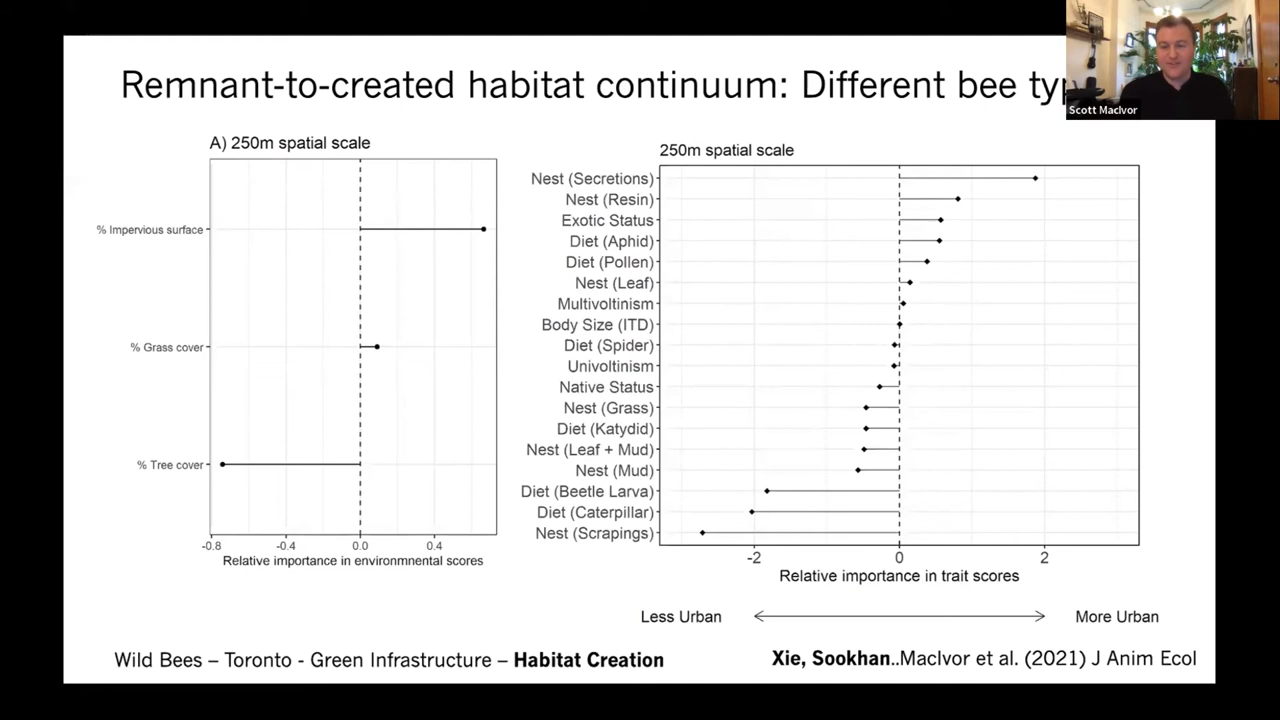 Remnant-to-created habitat continuum: Different bee
Scott MacIvor
A) 250m spatial scale
% Impervious surface
% Grass cover
% Tree cover
-0.8 -0.4 0.0 0.4
Relative importance in environmnental scores
250m spatial scale
Nest (Secretions)
Nest (Resin)
Exotic Status
Diet (Aphid)
Diet (Pollen)
Nest (Leaf)
Multivoltinism
Body Size (ITD)
Diet (Spider)
Univoltinism
Native Status
Nest (Grass)
Diet (Katydid)
Nest (Leaf + Mud)
Nest (Mud)
Diet (Beetle Larva)
Diet (Caterpillar)
Nest (Scrapings)
-2 0 2
Relative importance in trait scores
Less Urban More Urban
Wild Bees – Toronto - Green Infrastructure – Habitat Creation
Xie, Sookhan..MacIvor et al. (2021) J Anim Ecol